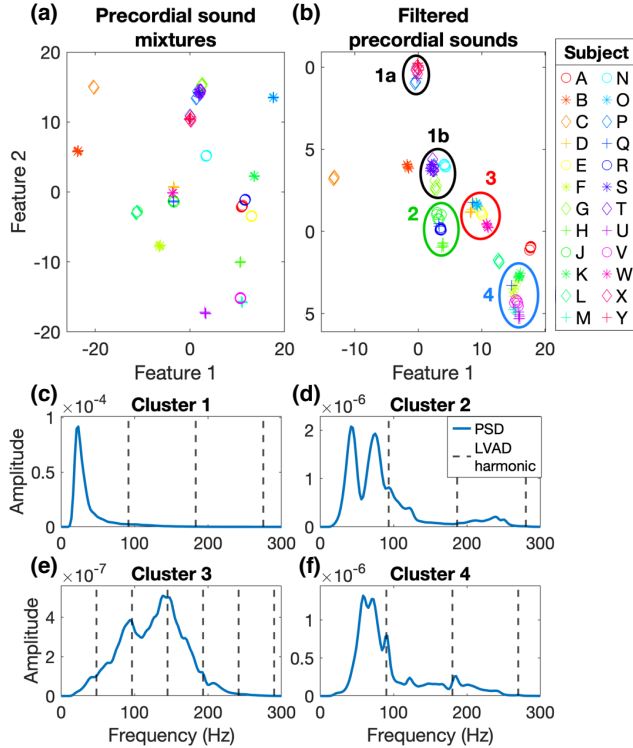 (a)
Precordial sound
mixtures
(b)
Filtered
precordial sounds
20
10
0
-10
-20
Feature 2
-20
0
20
Feature 1
0
5
0
5
-10
0
10
20
Feature 1
1a
1b
2
3
4
Subject
A N
B O
C P
D Q
E R
F S
G T
H U
J V
K W
L X
M Y
(c)
×10⁻⁴
Cluster 1
1
0.5
0
Amplitude
0
100
200
300
(d)
×10⁻⁶
Cluster 2
2
1
0
0
100
200
300
PSD
LVAD
harmonic
(e)
×10⁻⁷
Cluster 3
4
2
0
Amplitude
0
100
200
300
Frequency (Hz)
(f)
×10⁻⁶
Cluster 4
1
0.5
0
0
100
200
300
Frequency (Hz)